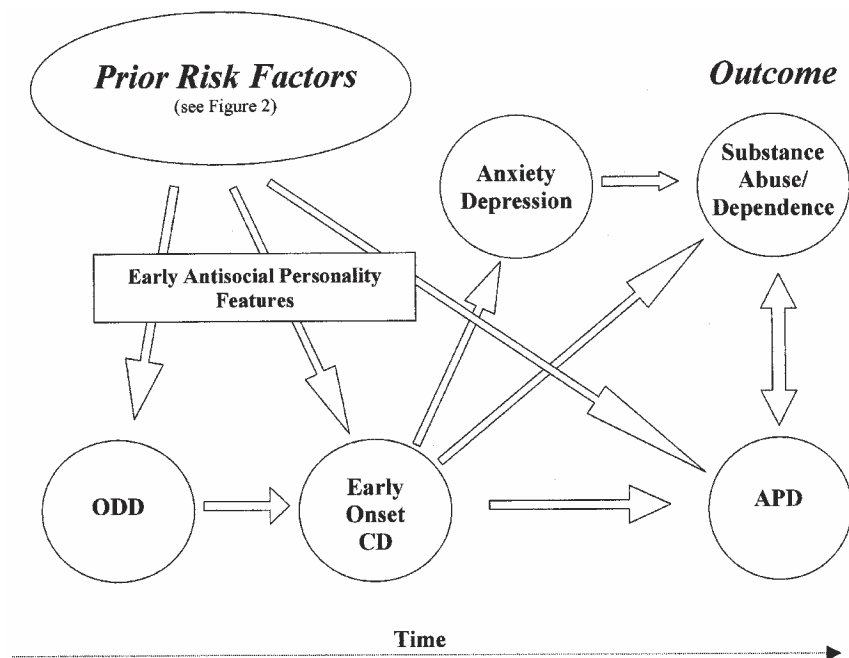 Prior Risk Factors
(see Figure 2)
Outcome
Anxiety
Depression
Substance
Abuse/
Dependence
Early Antisocial Personality
Features
ODD
Early
Onset
CD
APD
Time